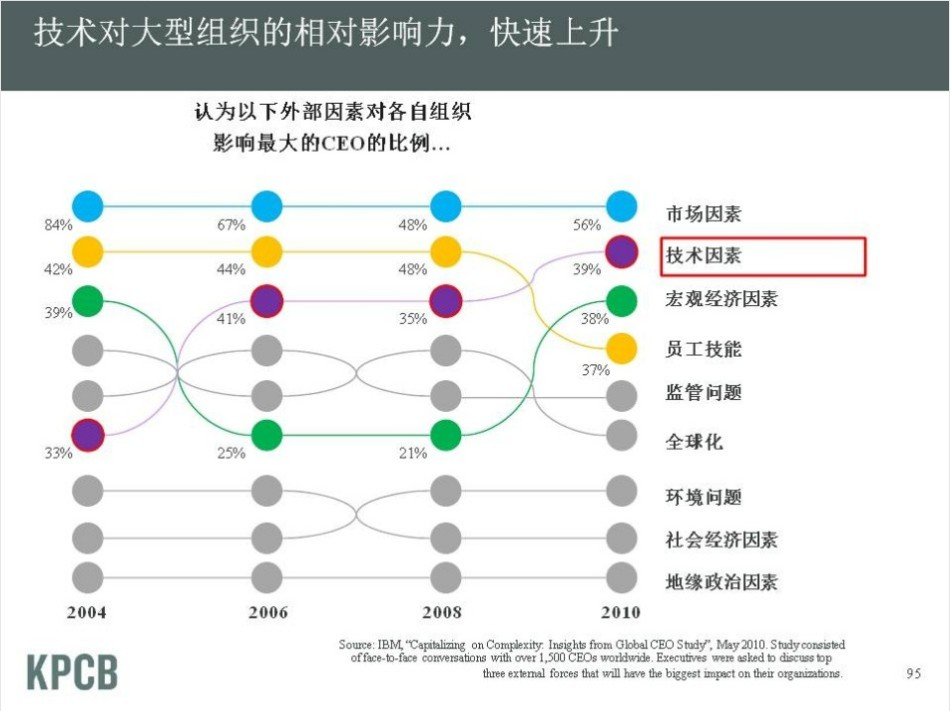 技术对大型组织的相对影响力，快速上升
认为以下外部因素对各自组织
影响最大的CEO的比例…
84%
67%
48%
56%
市场因素
42%
44%
48%
39%
技术因素
39%
41%
35%
38%
宏观经济因素
37%
员工技能
监管问题
33%
25%
21%
全球化
环境问题
社会经济因素
地缘政治因素
2004
2006
2008
2010
Source: IBM, “Capitalizing on Complexity: Insights from Global CEO Study”, May 2010. Study consisted
of face-to-face conversations with over 1,500 CEOs worldwide. Executives were asked to discuss top
three external forces that will have the biggest impact on their organizations.
KPCB
95